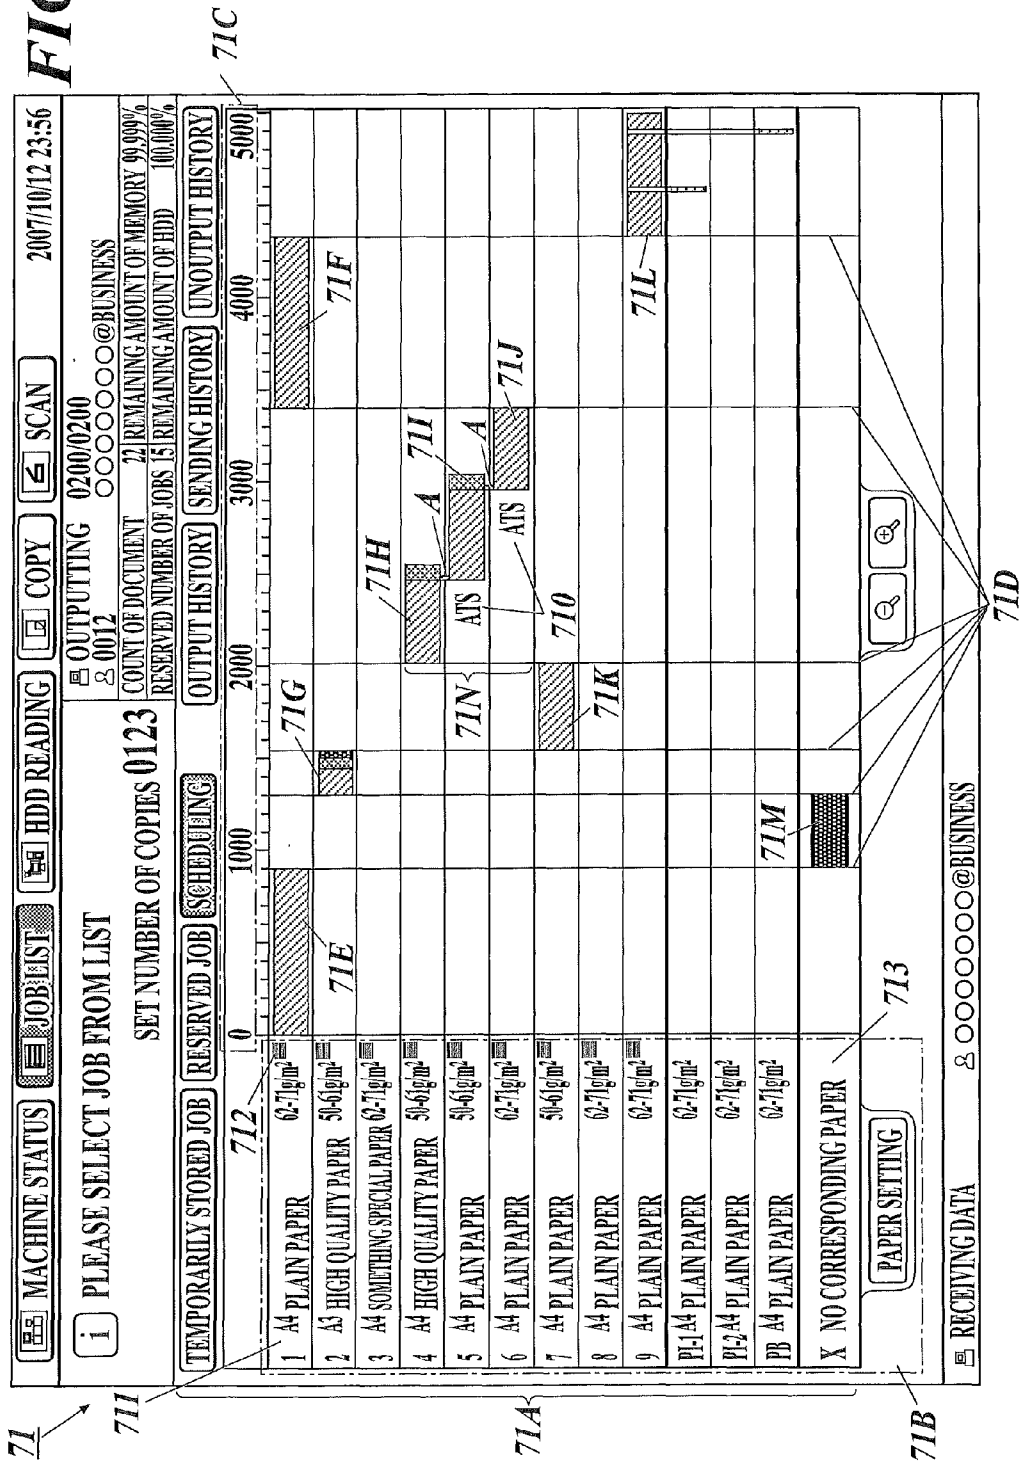 FIG
71
MACHINE STATUS
JOB LIST
HDD READING
COPY
SCAN
2007/10/12 23:56
i PLEASE SELECT JOB FROM LIST
SET NUMBER OF COPIES 0123
OUTPUTTING 0200/0200
0012 ○○○○○○○@BUSINESS
COUNT OF DOCUMENT 22 REMAINING AMOUNT OF MEMORY 99.999%
RESERVED NUMBER OF JOBS 15 REMAINING AMOUNT OF HDD 100.000%
TEMPORARILY STORED JOB
RESERVED JOB
SCHEDULING
OUTPUT HISTORY
SENDING HISTORY
UNOUTPUT HISTORY
71C
711
712
0 1000 2000 3000 4000 5000
1 A4 PLAIN PAPER 62-71g/m²
2 A3 HIGH QUALITY PAPER 50-61g/m²
3 A4 SOMETHING SPECIAL PAPER 62-71g/m²
4 A4 HIGH QUALITY PAPER 50-61g/m²
5 A4 PLAIN PAPER 50-61g/m²
6 A4 PLAIN PAPER 62-71g/m²
7 A4 PLAIN PAPER 50-61g/m²
8 A4 PLAIN PAPER 62-71g/m²
9 A4 PLAIN PAPER 62-71g/m²
PI-1 A4 PLAIN PAPER 62-71g/m²
PI-2 A4 PLAIN PAPER 62-71g/m²
PB A4 PLAIN PAPER 62-71g/m²
X NO CORRESPONDING PAPER
71E
71G
71F
71H
A
71I
A
71J
ATS
ATS
710
71N
71K
71L
71M
713
71A
PAPER SETTING
71B
71D
RECEIVING DATA
○○○○○○○@BUSINESS